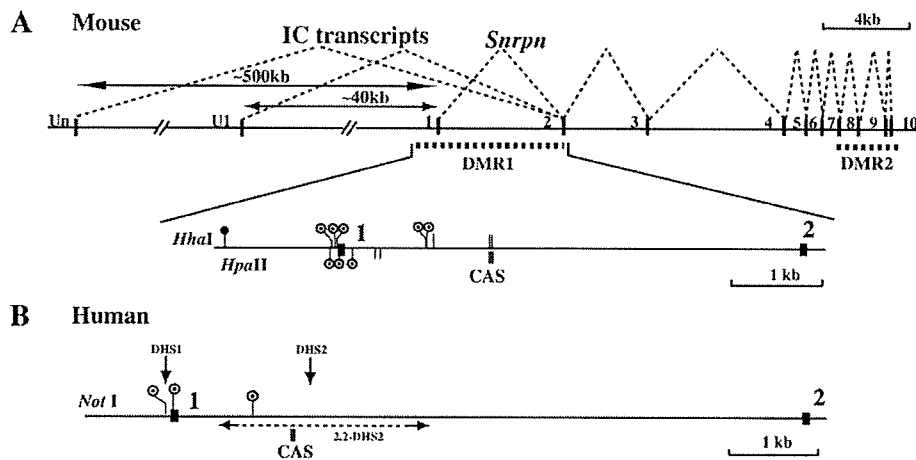 A Mouse
4kb
IC transcripts Snrpn
~500kb
~40kb
Un U1 1 2 3 4 5 6 7 8 9 10
DMR1 DMR2
HhaI 1 2
HpaII
CAS
1 kb
B Human
DHS1 DHS2
Not I 1 2
2.2-DHS2
CAS
1 kb